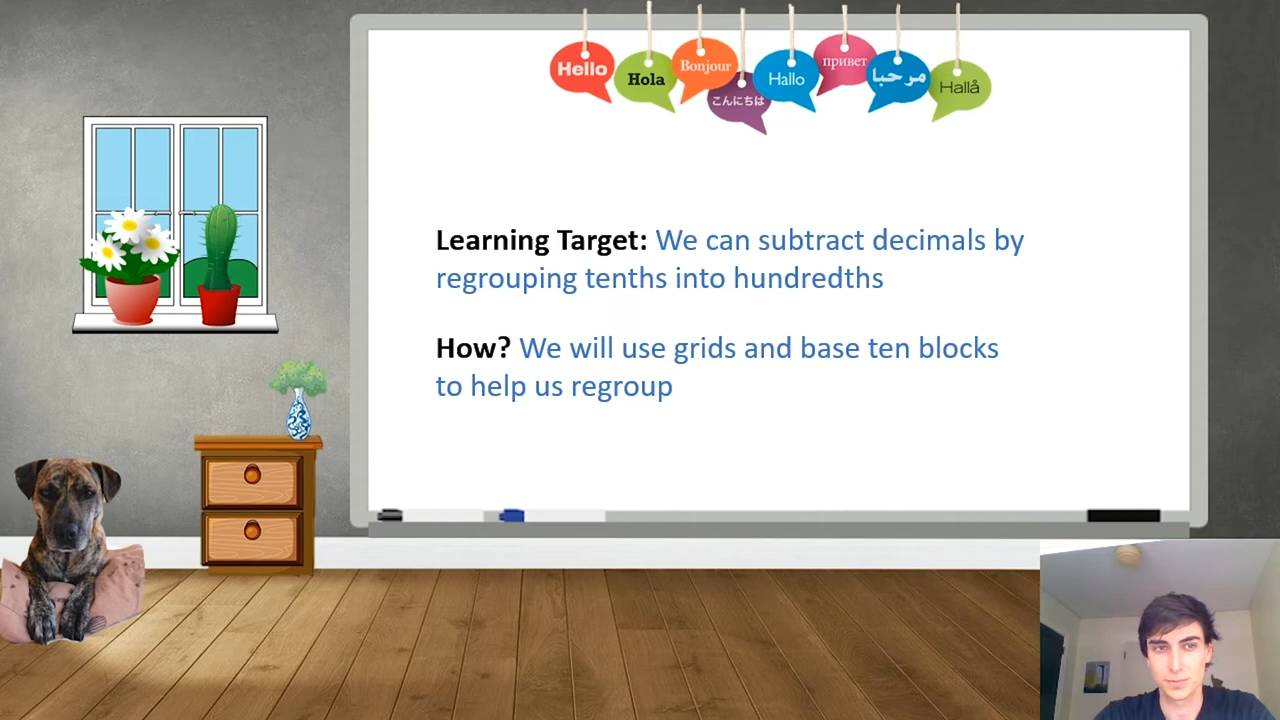 Hello
Hola
Bonjour
こんにちは
Hallo
привет
مرحبا
Hallå
Learning Target: We can subtract decimals by
regrouping tenths into hundredths
How? We will use grids and base ten blocks
to help us regroup